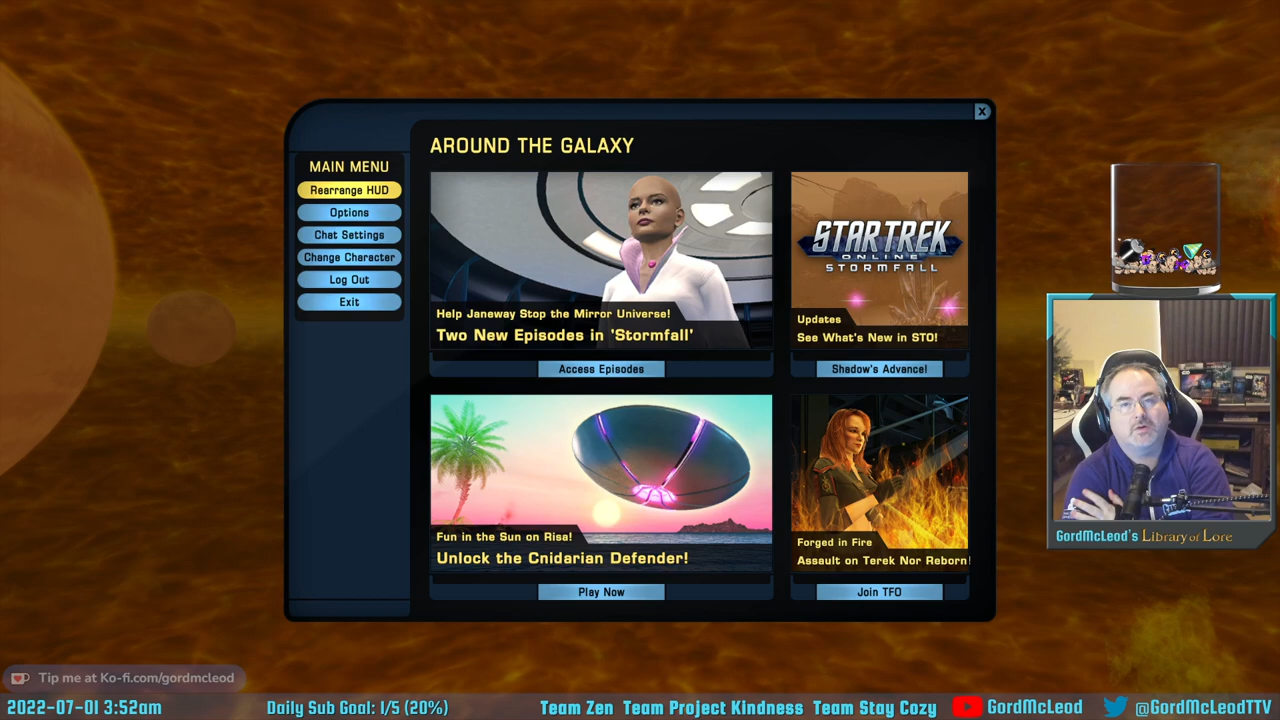 X
AROUND THE GALAXY
MAIN MENU
Rearrange HUD
Options
Chat Settings
Change Character
Log Out
Exit
Help Janeway Stop the Mirror Universe!
Two New Episodes in 'Stormfall'
Access Episodes
STAR TREK
ONLINE
STORMFALL
Updates
See What's New in STO!
Shadow's Advance!
Fun in the Sun on Risa!
Unlock the Cnidarian Defender!
Play Now
Forged in Fire
Assault on Terek Nor Reborn!
Join TFO
GordMcLeod's Library of Lore
Tip me at Ko-fi.com/gordmcleod
2022-07-01 3:52am
Daily Sub Goal: 1/5 (20%)
Team Zen Team Project Kindness Team Stay Cozy
GordMcLeod
@GordMcLeodTTV